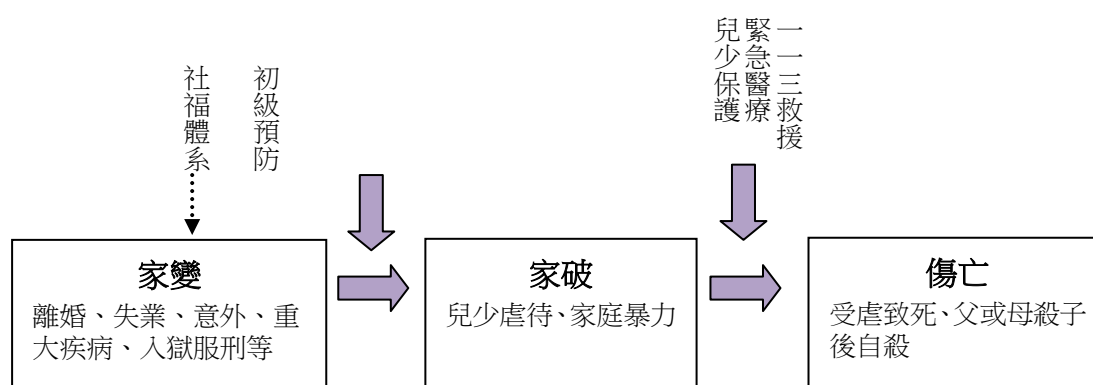 社福體系
初級預防
一一三救援
緊急醫療
兒少保護
家變
離婚、失業、意外、重
大疾病、入獄服刑等
家破
兒少虐待、家庭暴力
傷亡
受虐致死、父或母殺子
後自殺